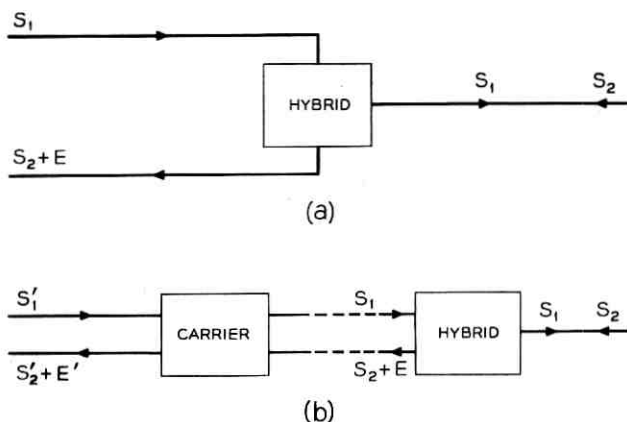 S₁
HYBRID
S₁ S₂
S₂ + E
(a)
S₁′ S₁
CARRIER HYBRID S₁ S₂
S₂′ + E′ S₂ + E
(b)